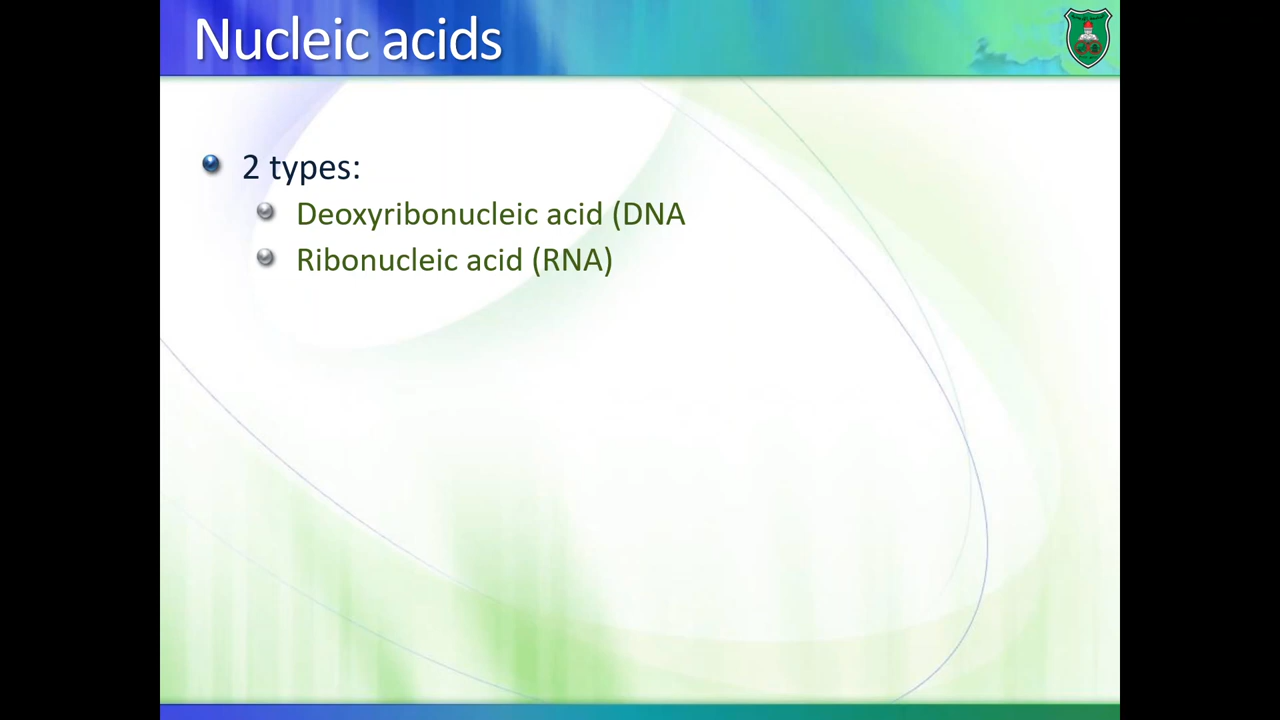 Nucleic acids
2 types:
Deoxyribonucleic acid (DNA
Ribonucleic acid (RNA)